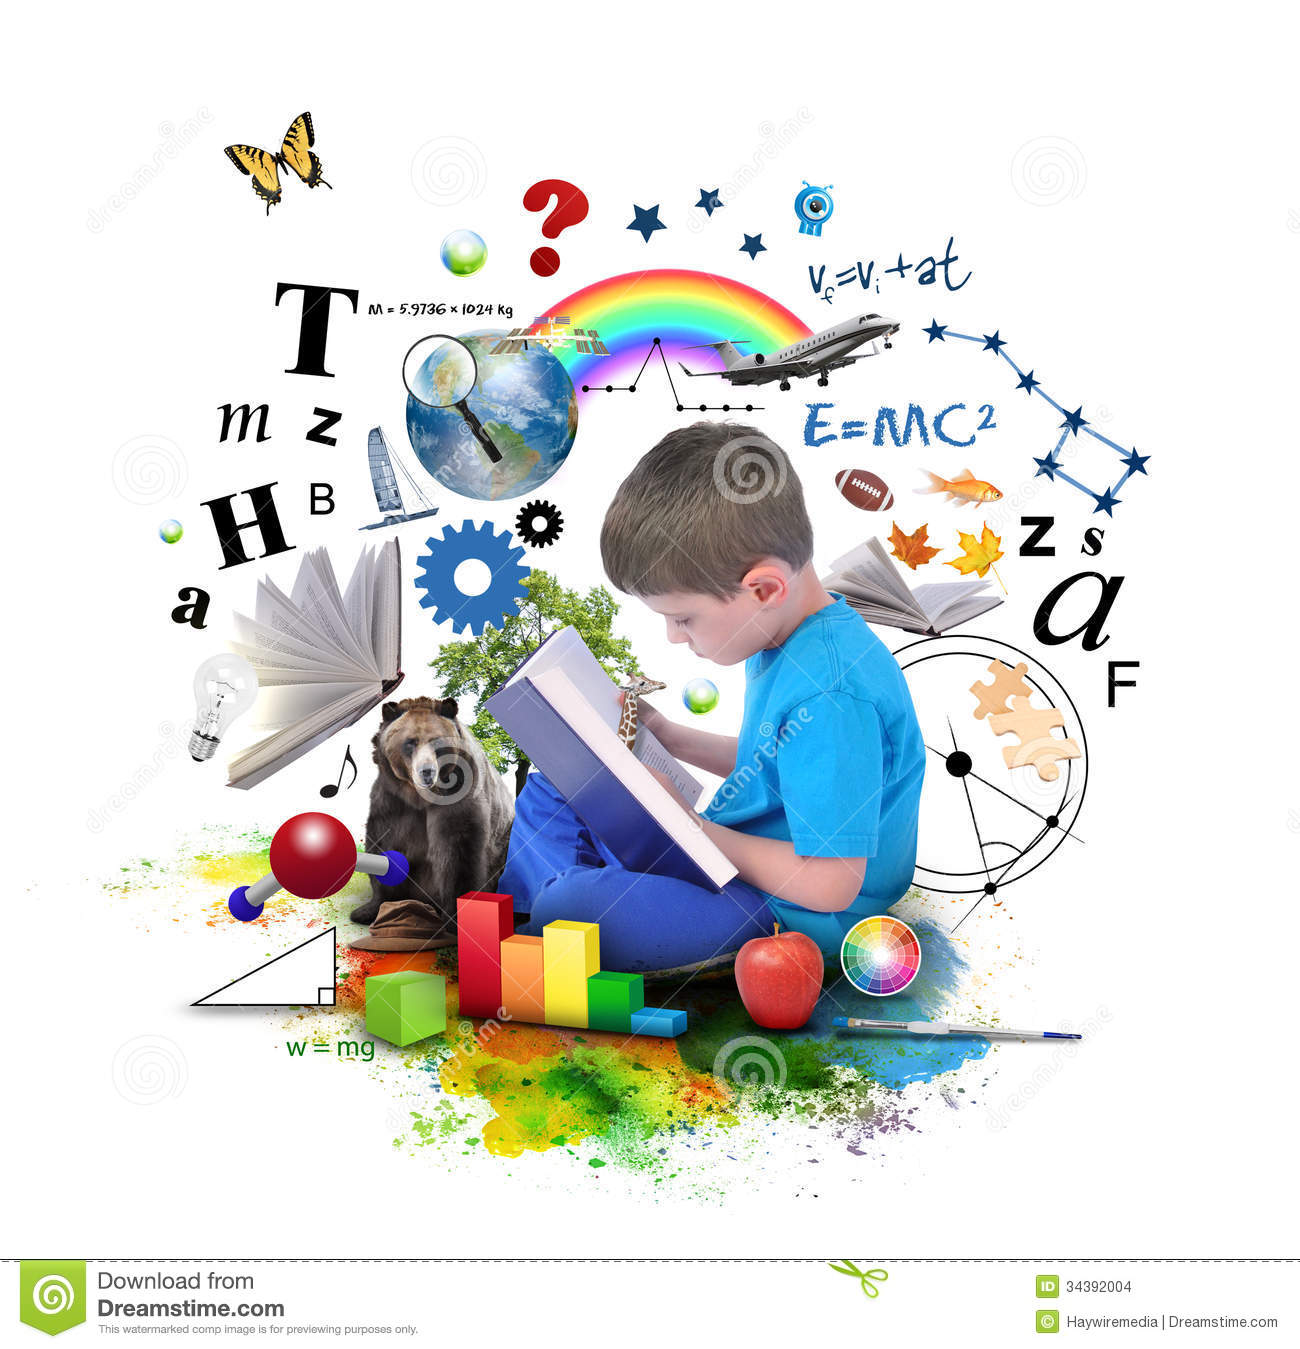 ?
v_f = v_i + at
T
M = 5.9736 × 1024 kg
m
z
E=MC²
H
B
z
s
a
a
F
w = mg
Download from
Dreamstime.com
This watermarked comp image is for previewing purposes only.
ID 34392004
© Haywiremedia | Dreamstime.com
dreamstime